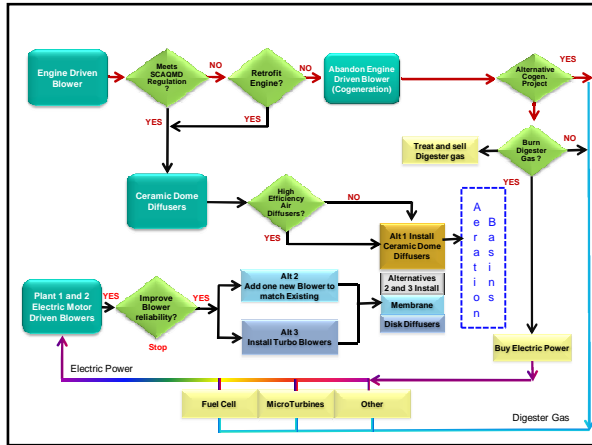 Engine Driven
Blower
Meets
SCAQMD
Regulation
?
NO
Retrofit
Engine?
NO
Abandon Engine
Driven Blower
(Cogeneration)
Alternative
Cogen.
Project
YES
YES
YES
Treat and sell
Digester gas
Burn
Digester
Gas ?
NO
YES
Ceramic Dome
Diffusers
High
Efficiency
Air
Diffusers?
NO
YES
Alt 1 Install
Ceramic Dome
Diffusers
Aeration
Basins
Alternatives
2 and 3 Install
Membrane
Disk Diffusers
Plant 1 and 2
Electric Motor
Driven Blowers
YES
Improve
Blower
reliability?
YES
Stop
Alt 2
Add one new Blower to
match Existing
Alt 3
Install Turbo Blowers
Buy Electric Power
Electric Power
Fuel Cell
MicroTurbines
Other
Digester Gas